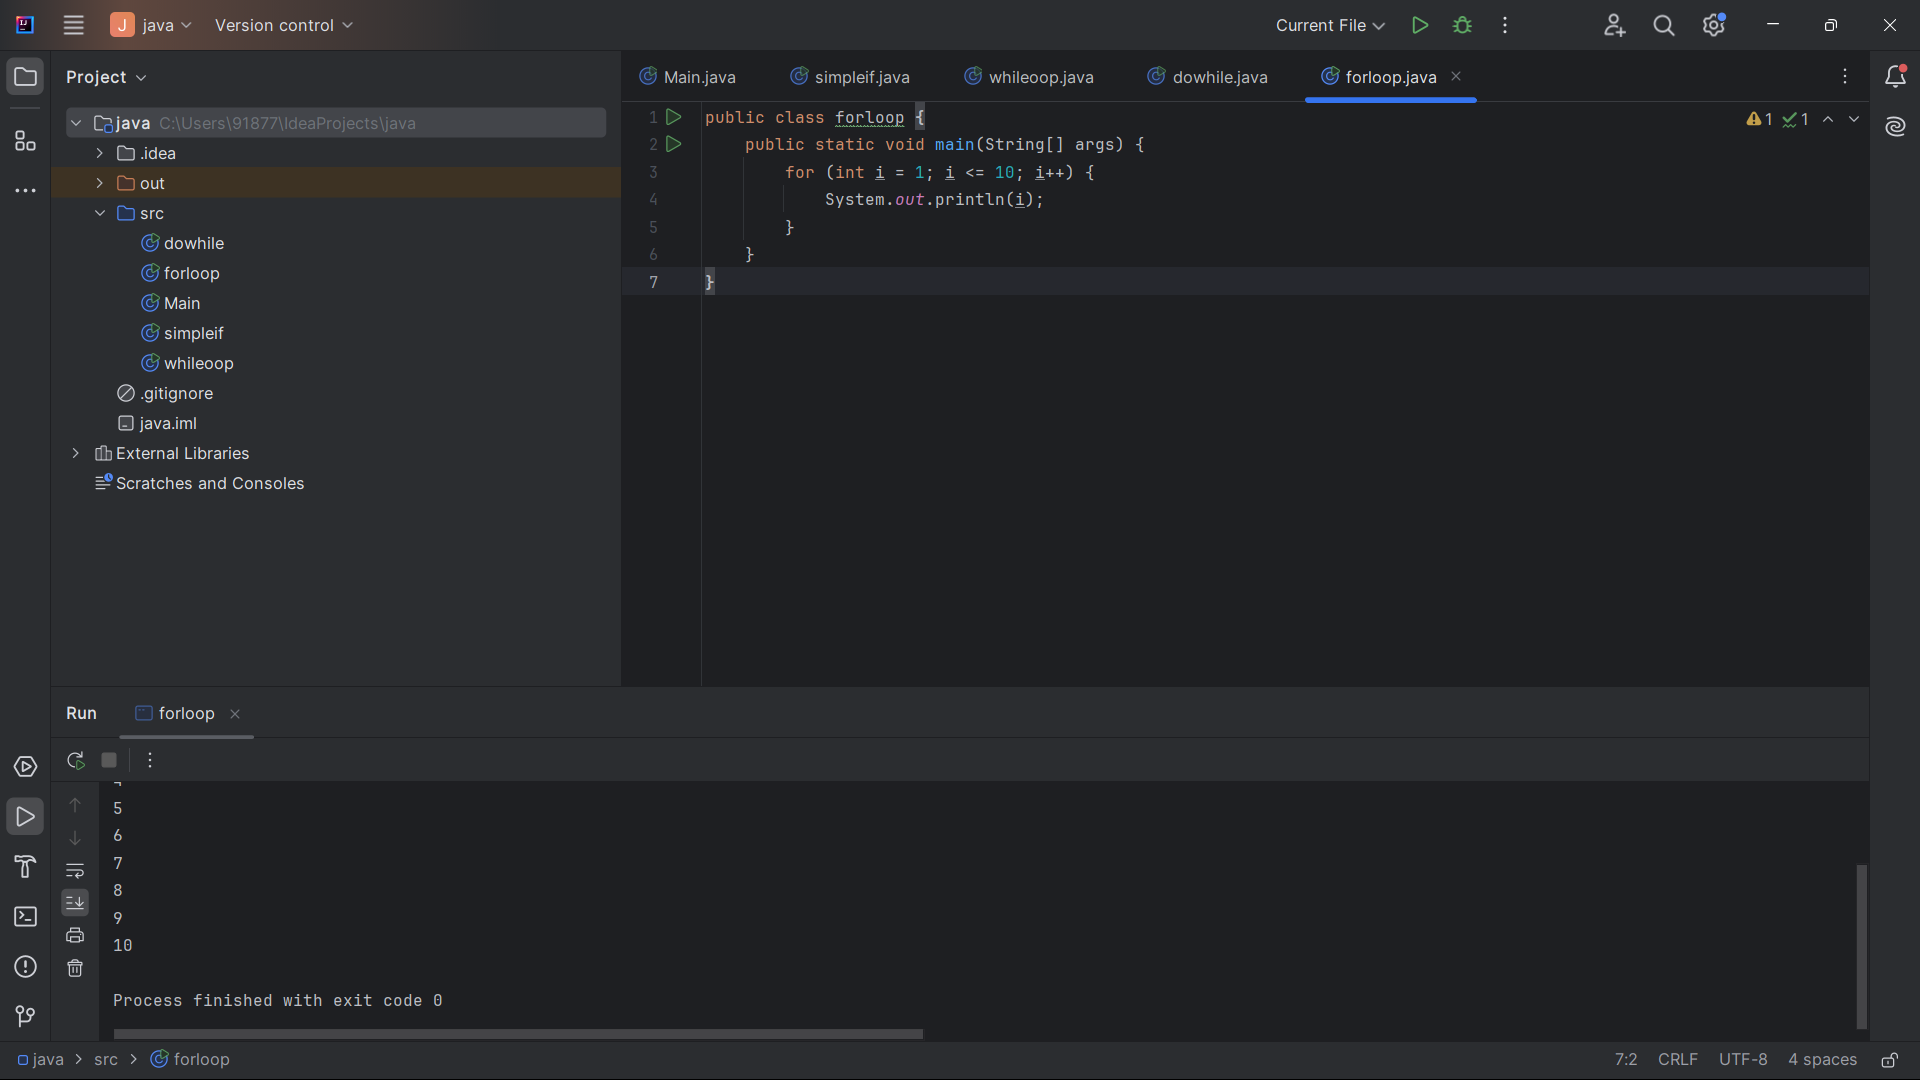 J java Version control Current File
Project
Main.java simpleif.java whileoop.java dowhile.java forloop.java
java C:\Users\91877\IdeaProjects\java
.idea
out
src
dowhile
forloop
Main
simpleif
whileoop
.gitignore
java.iml
External Libraries
Scratches and Consoles
1 public class forloop {
2 public static void main(String[] args) {
3 for (int i = 1; i <= 10; i++) {
4 System.out.println(i);
5 }
6 }
7 }
1 1
Run forloop
5
6
7
8
9
10
Process finished with exit code 0
java > src > forloop 7:2 CRLF UTF-8 4 spaces